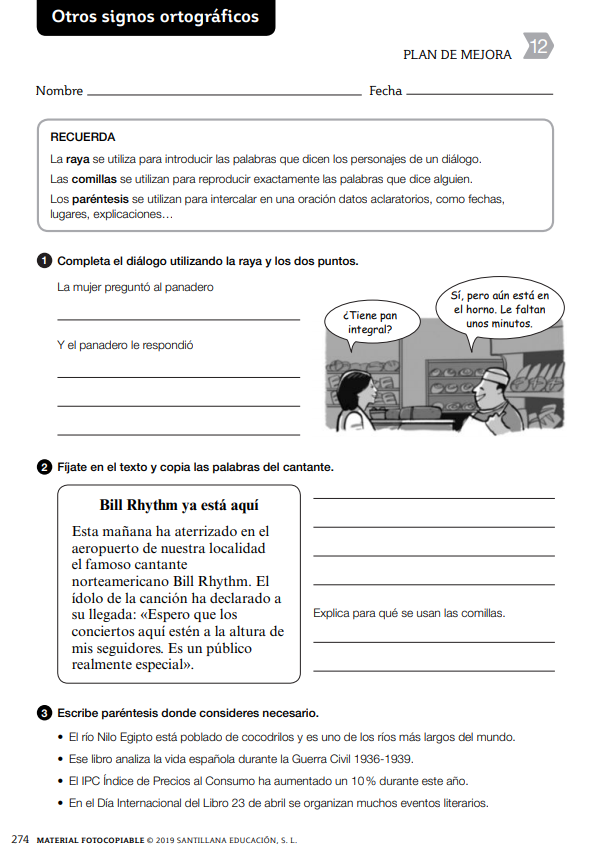 Otros signos ortográficos
PLAN DE MEJORA 12
Nombre Fecha
RECUERDA
La raya se utiliza para introducir las palabras que dicen los personajes de un diálogo.
Las comillas se utilizan para reproducir exactamente las palabras que dice alguien.
Los paréntesis se utilizan para intercalar en una oración datos aclaratorios, como fechas,
lugares, explicaciones…
1 Completa el diálogo utilizando la raya y los dos puntos.
La mujer preguntó al panadero
Y el panadero le respondió
¿Tiene pan
integral?
Sí, pero aún está en
el horno. Le faltan
unos minutos.
2 Fíjate en el texto y copia las palabras del cantante.
Bill Rhythm ya está aquí
Esta mañana ha aterrizado en el
aeropuerto de nuestra localidad
el famoso cantante
norteamericano Bill Rhythm. El
ídolo de la canción ha declarado a
su llegada: «Espero que los
conciertos aquí estén a la altura de
mis seguidores. Es un público
realmente especial».
Explica para qué se usan las comillas.
3 Escribe paréntesis donde consideres necesario.
• El río Nilo Egipto está poblado de cocodrilos y es uno de los ríos más largos del mundo.
• Ese libro analiza la vida española durante la Guerra Civil 1936-1939.
• El IPC Índice de Precios al Consumo ha aumentado un 10 % durante este año.
• En el Día Internacional del Libro 23 de abril se organizan muchos eventos literarios.
274 MATERIAL FOTOCOPIABLE © 2019 SANTILLANA EDUCACIÓN, S. L.